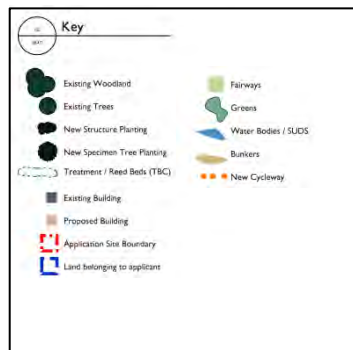 Key
Existing Woodland
Existing Trees
New Structure Planting
New Specimen Tree Planting
Treatment / Reed Beds (TBC)
Existing Building
Proposed Building
Application Site Boundary
Land belonging to applicant
Fairways
Greens
Water Bodies / SUDS
Bunkers
New Cycleway